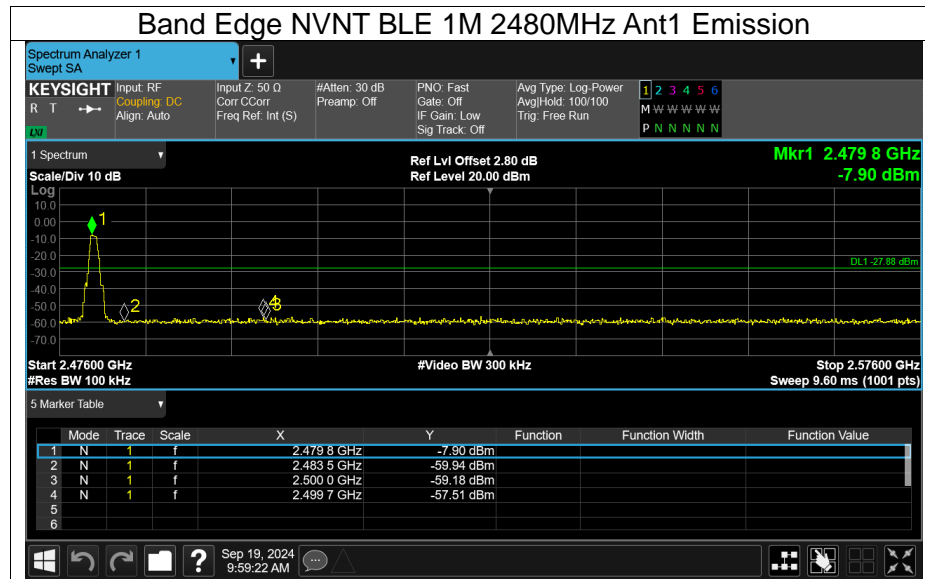 Band Edge NVNT BLE 1M 2480MHz Ant1 Emission
Spectrum Analyzer 1
Swept SA
+
KEYSIGHT
R T
LXI
Input: RF
Coupling: DC
Align: Auto
Input Z: 50 Ω
Corr CCorr
Freq Ref: Int (S)
#Atten: 30 dB
Preamp: Off
PNO: Fast
Gate: Off
IF Gain: Low
Sig Track: Off
Avg Type: Log-Power
Avg|Hold: 100/100
Trig: Free Run
1 2 3 4 5 6
M W W W W W
P N N N N N
1 Spectrum
Scale/Div 10 dB
Ref Lvl Offset 2.80 dB
Ref Level 20.00 dBm
Mkr1 2.479 8 GHz
-7.90 dBm
Log
10.0
0.00
-10.0
-20.0
-30.0
-40.0
-50.0
-60.0
-70.0
1
2
DL1 -27.88 dBm
Start 2.47600 GHz
#Video BW 300 kHz
Stop 2.57600 GHz
#Res BW 100 kHz
Sweep 9.60 ms (1001 pts)
5 Marker Table
Mode Trace Scale X Y Function Function Width Function Value
1 N 1 f 2.479 8 GHz -7.90 dBm
2 N 1 f 2.483 5 GHz -59.94 dBm
3 N 1 f 2.500 0 GHz -59.18 dBm
4 N 1 f 2.499 7 GHz -57.51 dBm
5
6
?
Sep 19, 2024
9:59:22 AM